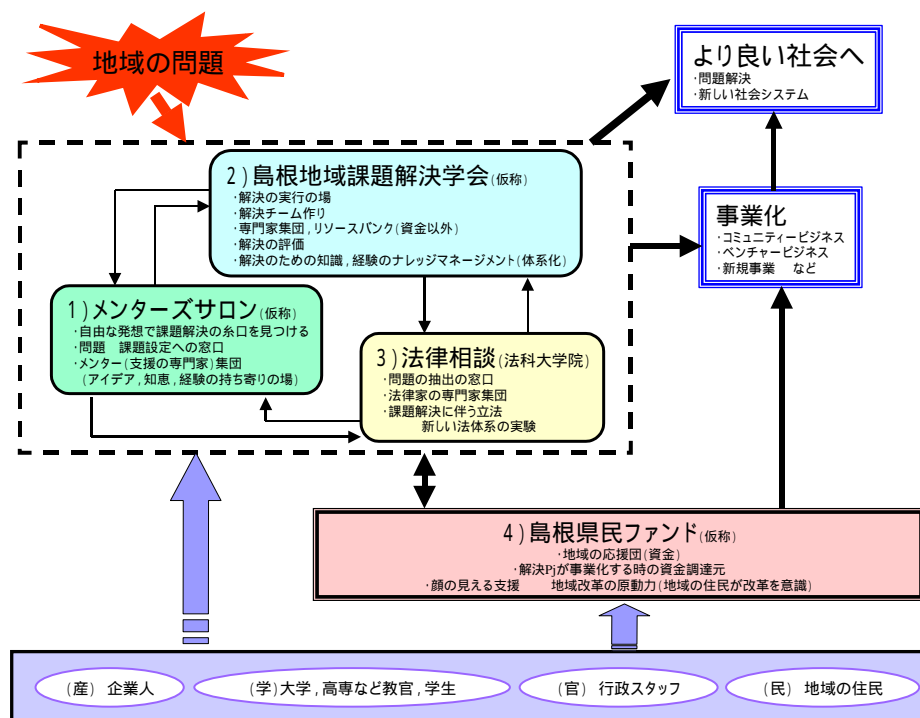 地域の問題
より良い社会へ
・問題解決
・新しい社会システム
2)島根地域課題解決学会(仮称)
・解決の実行の場
・解決チーム作り
・専門家集団,リソースバンク(資金以外)
・解決の評価
・解決のための知識,経験のナレッジマネージメント(体系化)
事業化
・コミュニティービジネス
・ベンチャービジネス
・新規事業 など
1)メンターズサロン(仮称)
・自由な発想で課題解決の糸口を見つける
・問題 課題設定への窓口
・メンター(支援の専門家)集団
(アイデア,知恵,経験の持ち寄りの場)
3)法律相談(法科大学院)
・問題の抽出の窓口
・法律家の専門家集団
・課題解決に伴う立法
新しい法体系の実験
4)島根県民ファンド(仮称)
・地域の応援団(資金)
・解決Pjが事業化する時の資金調達元
・顔の見える支援 地域改革の原動力(地域の住民が改革を意識)
(産) 企業人
(学)大学,高専など教官,学生
(官) 行政スタッフ
(民) 地域の住民